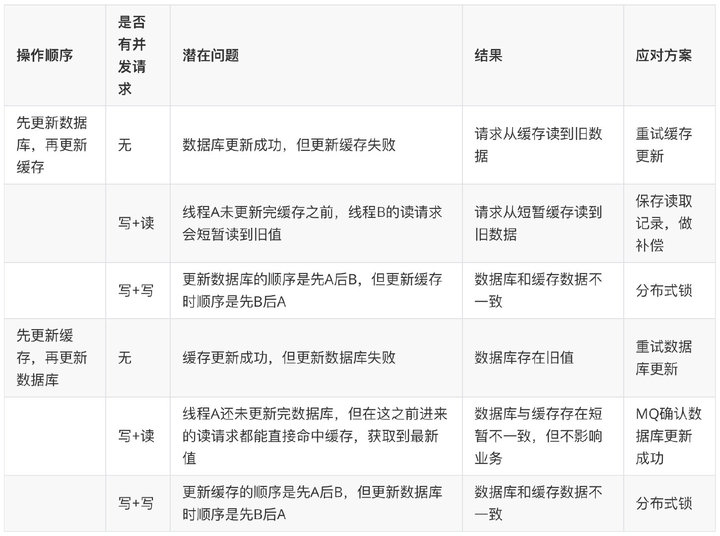 操作顺序
是否
有并
发请
求
潜在问题
结果
应对方案
先更新数据
库，再更新
缓存
无
数据库更新成功，但更新缓存失败
请求从缓存读到旧数
据
重试缓存
更新
写+读
线程A未更新完缓存之前，线程B的读请求
会短暂读到旧值
请求从短暂缓存读到
旧数据
保存读取
记录，做
补偿
写+写
更新数据库的顺序是先A后B，但更新缓存
时顺序是先B后A
数据库和缓存数据不
一致
分布式锁
先更新缓
存，再更新
数据库
无
缓存更新成功，但更新数据库失败
数据库存在旧值
重试数据
库更新
写+读
线程A还未更新完数据库，但在这之前进来
的读请求都能直接命中缓存，获取到最新
值
数据库与缓存存在短
暂不一致，但不影响
业务
MQ确认数
据库更新
成功
写+写
更新缓存的顺序是先A后B，但更新数据库
时顺序是先B后A
数据库和缓存数据不
一致
分布式锁